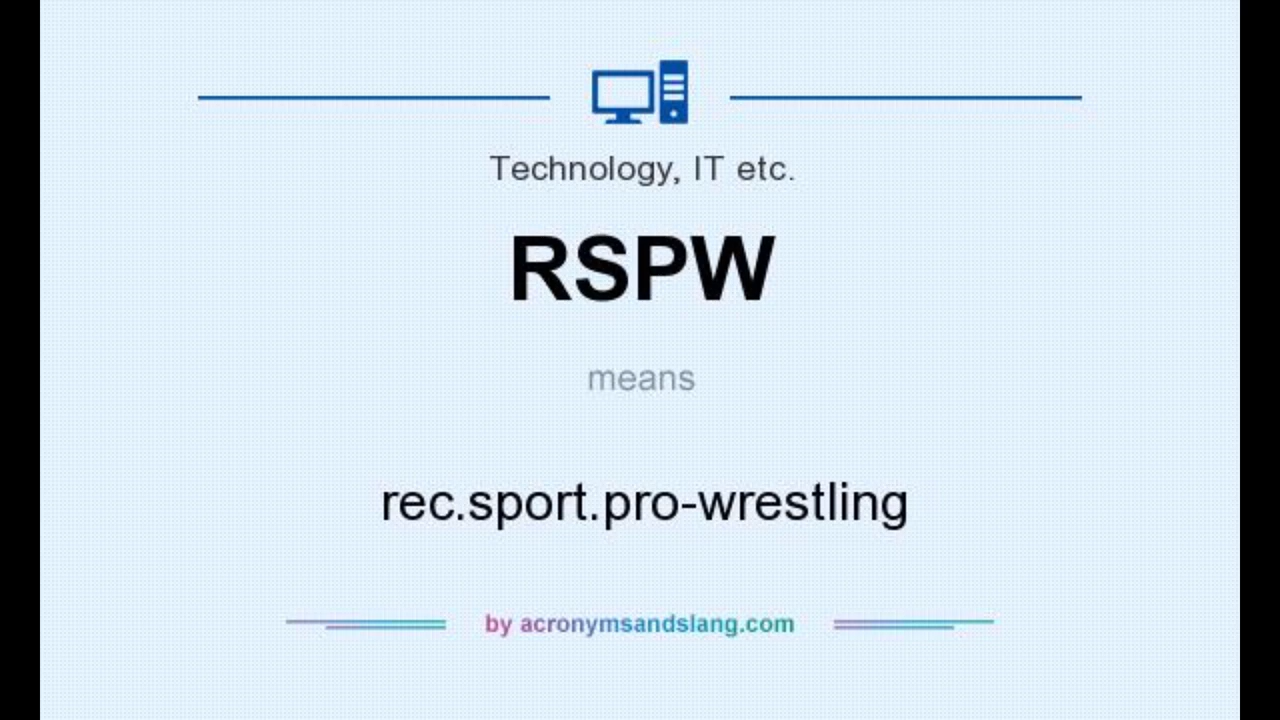 Technology, IT etc.
RSPW
means
rec.sport.pro-wrestling
by acronymsandslang.com